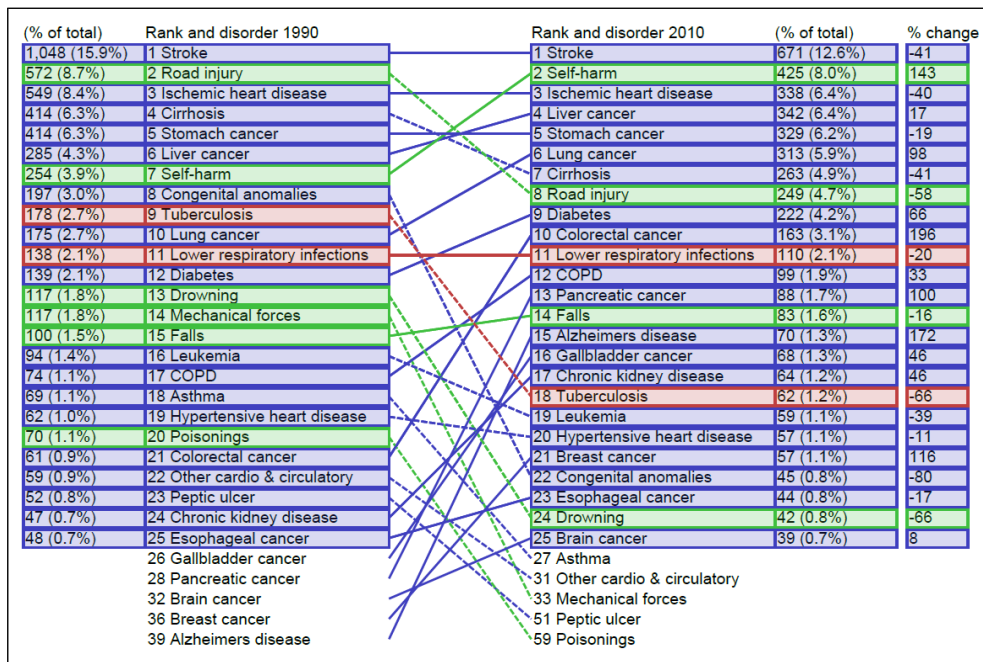 (% of total) Rank and disorder 1990 Rank and disorder 2010 (% of total) % change
1,048 (15.9%) 1 Stroke 1 Stroke 671 (12.6%) -41
572 (8.7%) 2 Road injury 2 Self-harm 425 (8.0%) 143
549 (8.4%) 3 Ischemic heart disease 3 Ischemic heart disease 338 (6.4%) -40
414 (6.3%) 4 Cirrhosis 4 Liver cancer 342 (6.4%) 17
414 (6.3%) 5 Stomach cancer 5 Stomach cancer 329 (6.2%) -19
285 (4.3%) 6 Liver cancer 6 Lung cancer 313 (5.9%) 98
254 (3.9%) 7 Self-harm 7 Cirrhosis 263 (4.9%) -41
197 (3.0%) 8 Congenital anomalies 8 Road injury 249 (4.7%) -58
178 (2.7%) 9 Tuberculosis 9 Diabetes 222 (4.2%) 66
175 (2.7%) 10 Lung cancer 10 Colorectal cancer 163 (3.1%) 196
138 (2.1%) 11 Lower respiratory infections 11 Lower respiratory infections 110 (2.1%) -20
139 (2.1%) 12 Diabetes 12 COPD 99 (1.9%) 33
117 (1.8%) 13 Drowning 13 Pancreatic cancer 88 (1.7%) 100
117 (1.8%) 14 Mechanical forces 14 Falls 83 (1.6%) -16
100 (1.5%) 15 Falls 15 Alzheimers disease 70 (1.3%) 172
94 (1.4%) 16 Leukemia 16 Gallbladder cancer 68 (1.3%) 46
74 (1.1%) 17 COPD 17 Chronic kidney disease 64 (1.2%) 46
69 (1.1%) 18 Asthma 18 Tuberculosis 62 (1.2%) -66
62 (1.0%) 19 Hypertensive heart disease 19 Leukemia 59 (1.1%) -39
70 (1.1%) 20 Poisonings 20 Hypertensive heart disease 57 (1.1%) -11
61 (0.9%) 21 Colorectal cancer 21 Breast cancer 57 (1.1%) 116
59 (0.9%) 22 Other cardio & circulatory 22 Congenital anomalies 45 (0.8%) -80
52 (0.8%) 23 Peptic ulcer 23 Esophageal cancer 44 (0.8%) -17
47 (0.7%) 24 Chronic kidney disease 24 Drowning 42 (0.8%) -66
48 (0.7%) 25 Esophageal cancer 25 Brain cancer 39 (0.7%) 8
26 Gallbladder cancer 27 Asthma
28 Pancreatic cancer 31 Other cardio & circulatory
32 Brain cancer 33 Mechanical forces
36 Breast cancer 51 Peptic ulcer
39 Alzheimers disease 59 Poisonings